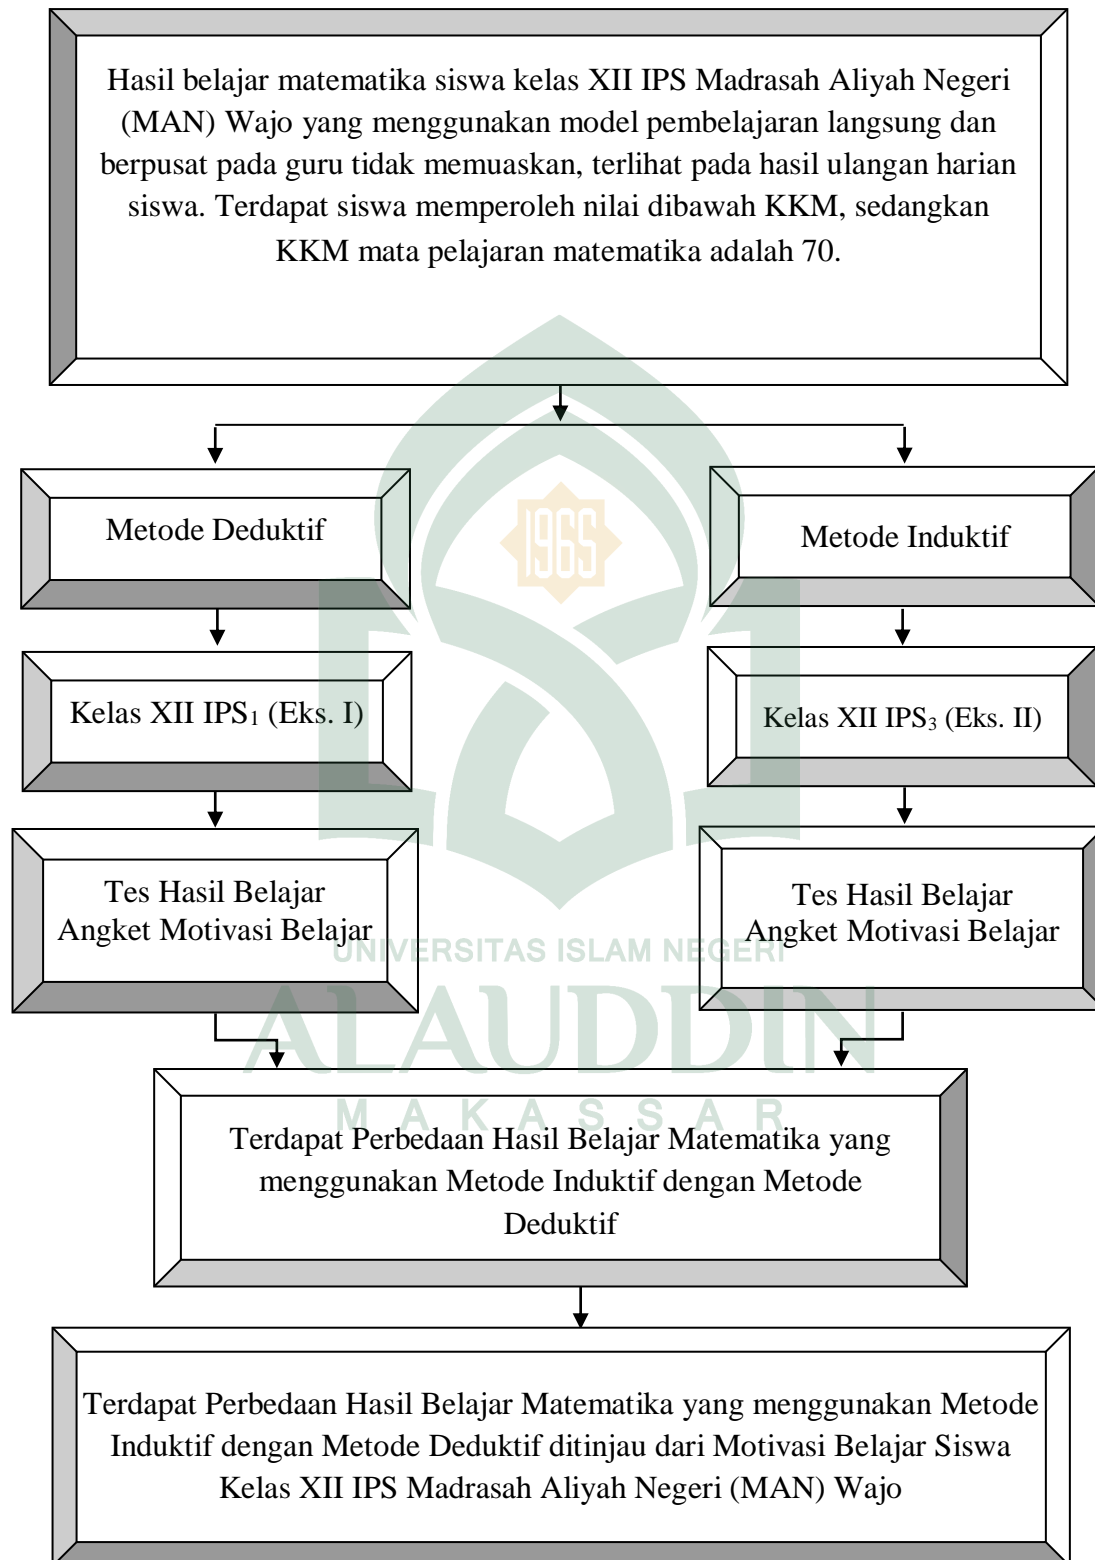 Hasil belajar matematika siswa kelas XII IPS Madrasah Aliyah Negeri
(MAN) Wajo yang menggunakan model pembelajaran langsung dan
berpusat pada guru tidak memuaskan, terlihat pada hasil ulangan harian
siswa. Terdapat siswa memperoleh nilai dibawah KKM, sedangkan
KKM mata pelajaran matematika adalah 70.
Metode Deduktif
Metode Induktif
1965
Kelas XII IPS₁ (Eks. I)
Kelas XII IPS₃ (Eks. II)
Tes Hasil Belajar
Angket Motivasi Belajar
Tes Hasil Belajar
Angket Motivasi Belajar
UNIVERSITAS ISLAM NEGERI
ALAUDDIN
MAKASSAR
Terdapat Perbedaan Hasil Belajar Matematika yang
menggunakan Metode Induktif dengan Metode
Deduktif
Terdapat Perbedaan Hasil Belajar Matematika yang menggunakan Metode
Induktif dengan Metode Deduktif ditinjau dari Motivasi Belajar Siswa
Kelas XII IPS Madrasah Aliyah Negeri (MAN) Wajo